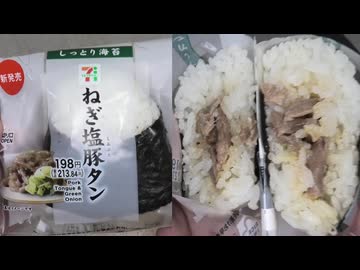 新発売
しっとり海苔
ねぎ塩豚タン
198円
213.84円
Pork
Tongue &
Green
Onion
OPEN